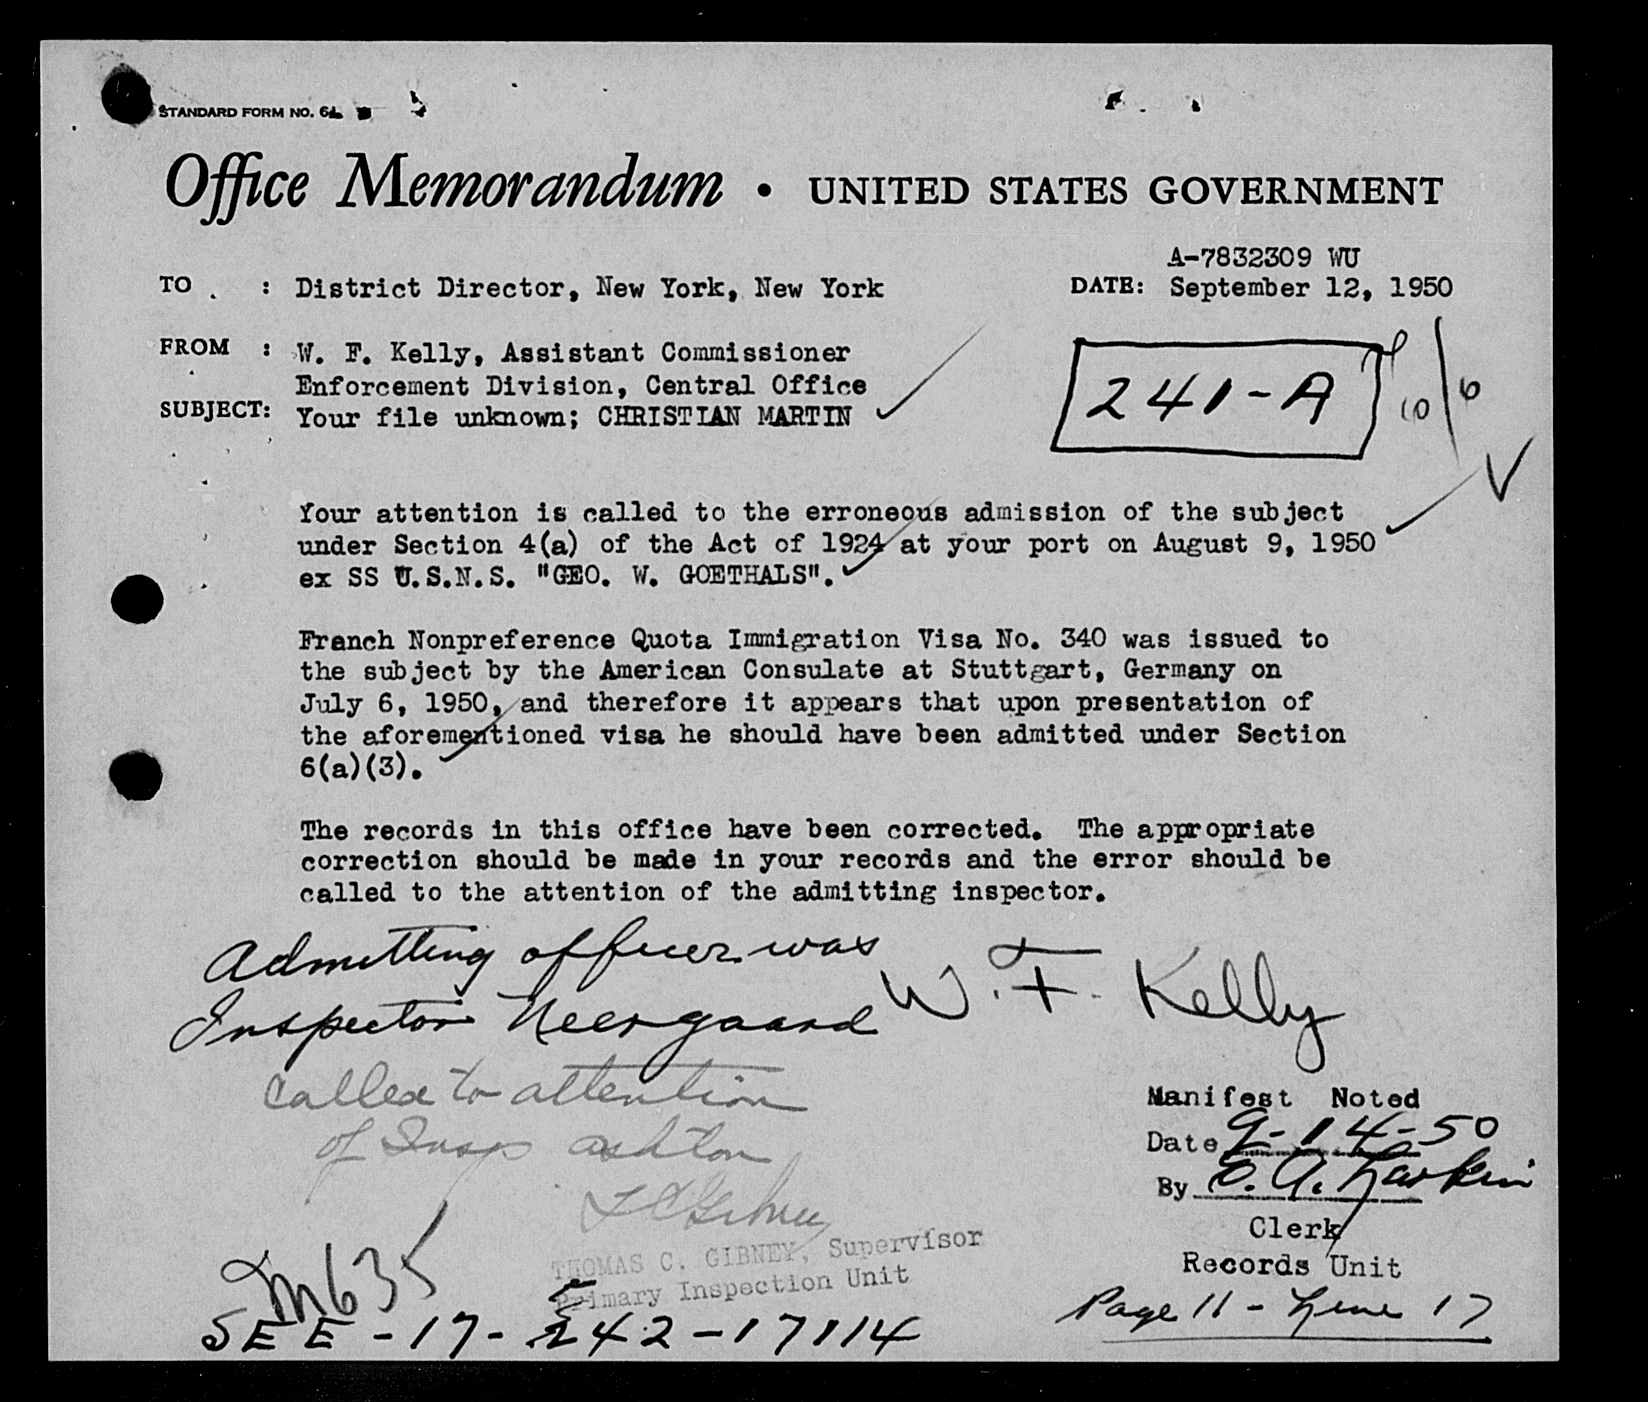 STANDARD FORM NO. 64
Office Memorandum • UNITED STATES GOVERNMENT
A-7832309 WU
TO : District Director, New York, New York DATE: September 12, 1950
FROM : W. F. Kelly, Assistant Commissioner
Enforcement Division, Central Office
SUBJECT: Your file unknown; CHRISTIAN MARTIN
241-A
Your attention is called to the erroneous admission of the subject
under Section 4(a) of the Act of 1924 at your port on August 9, 1950
ex SS U.S.N.S. "GEO. W. GOETHALS".
French Nonpreference Quota Immigration Visa No. 340 was issued to
the subject by the American Consulate at Stuttgart, Germany on
July 6, 1950, and therefore it appears that upon presentation of
the aforementioned visa he should have been admitted under Section
6(a)(3).
The records in this office have been corrected. The appropriate
correction should be made in your records and the error should be
called to the attention of the admitting inspector.
Admitting officer was
Inspector Neergaard
W. F. Kelly
called to attention
of Insp Ashton
Manifest Noted
Date 9-14-50
By E. A. Larkin
Clerk
Records Unit
T C Gibney
THOMAS C. GIBNEY, Supervisor
Primary Inspection Unit
M635
SEE-17-242-17114
Page 11 - Line 17